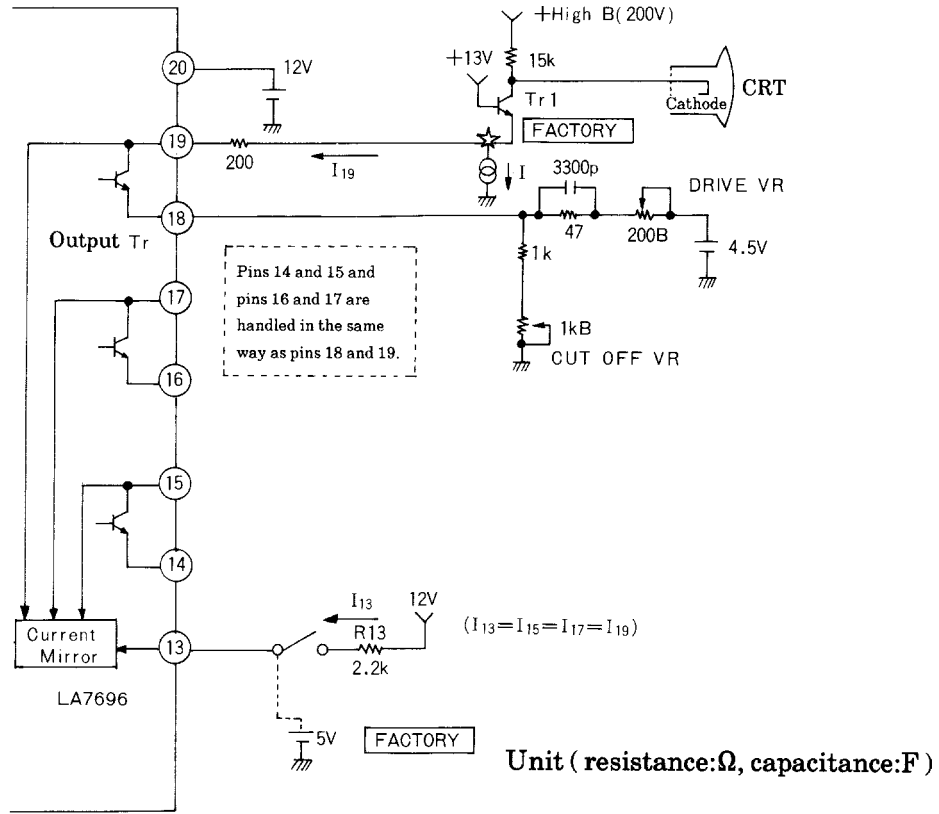 +High B(200V)
20
12V
+13V
15k
Tr1
Cathode
CRT
19
200
I19
FACTORY
I
3300p
DRIVE VR
18
Output Tr
47
200B
4.5V
1k
Pins 14 and 15 and
pins 16 and 17 are
handled in the same
way as pins 18 and 19.
17
1kB
CUT OFF VR
16
15
14
I13
12V
(I13=I15=I17=I19)
R13
2.2k
Current
Mirror
13
LA7696
5V
FACTORY
Unit ( resistance:Ω, capacitance:F )